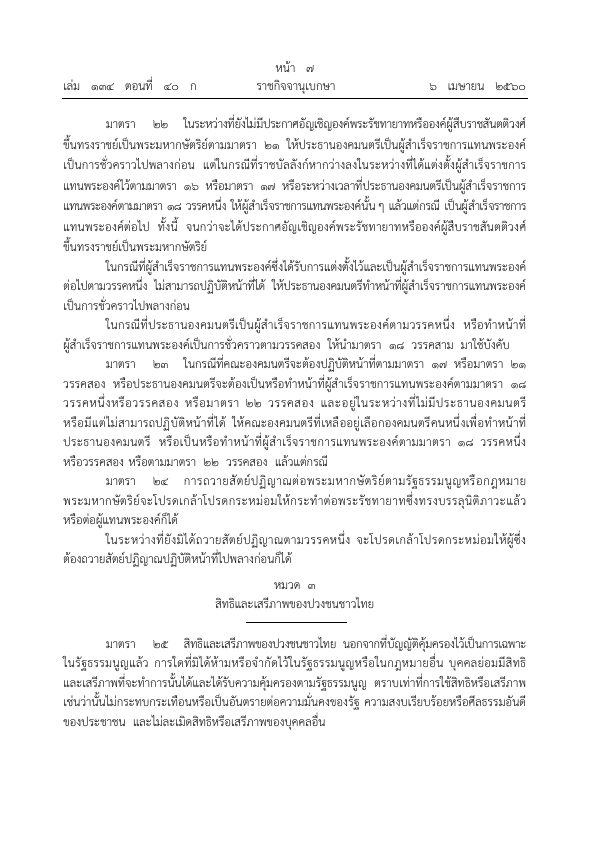 หน้า ๗
เล่ม ๑๓๔ ตอนที่ ๔๐ ก ราชกิจจานุเบกษา ๖ เมษายน ๒๕๖๐
มาตรา ๒๒ ในระหว่างที่ยังไม่มีประกาศอัญเชิญองค์พระรัชทายาทหรือองค์ผู้สืบราชสันตติวงศ์
ขึ้นทรงราชย์เป็นพระมหากษัตริย์ตามมาตรา ๒๑ ให้ประธานองคมนตรีเป็นผู้สำเร็จราชการแทนพระองค์
เป็นการชั่วคราวไปพลางก่อน แต่ในกรณีที่ราชบัลลังก์หากว่างลงในระหว่างที่ได้แต่งตั้งผู้สำเร็จราชการ
แทนพระองค์ไว้ตามมาตรา ๑๖ หรือมาตรา ๑๗ หรือระหว่างเวลาที่ประธานองคมนตรีเป็นผู้สำเร็จราชการ
แทนพระองค์ตามมาตรา ๑๘ วรรคหนึ่ง ให้ผู้สำเร็จราชการแทนพระองค์นั้น ๆ แล้วแต่กรณี เป็นผู้สำเร็จราชการ
แทนพระองค์ต่อไป ทั้งนี้ จนกว่าจะได้ประกาศอัญเชิญองค์พระรัชทายาทหรือองค์ผู้สืบราชสันตติวงศ์
ขึ้นทรงราชย์เป็นพระมหากษัตริย์
ในกรณีที่ผู้สำเร็จราชการแทนพระองค์ซึ่งได้รับการแต่งตั้งไว้และเป็นผู้สำเร็จราชการแทนพระองค์
ต่อไปตามวรรคหนึ่ง ไม่สามารถปฏิบัติหน้าที่ได้ ให้ประธานองคมนตรีทำหน้าที่ผู้สำเร็จราชการแทนพระองค์
เป็นการชั่วคราวไปพลางก่อน
ในกรณีที่ประธานองคมนตรีเป็นผู้สำเร็จราชการแทนพระองค์ตามวรรคหนึ่ง หรือทำหน้าที่
ผู้สำเร็จราชการแทนพระองค์เป็นการชั่วคราวตามวรรคสอง ให้นำมาตรา ๑๘ วรรคสาม มาใช้บังคับ
มาตรา ๒๓ ในกรณีที่คณะองคมนตรีจะต้องปฏิบัติหน้าที่ตามมาตรา ๑๗ หรือมาตรา ๒๑
วรรคสอง หรือประธานองคมนตรีจะต้องเป็นหรือทำหน้าที่ผู้สำเร็จราชการแทนพระองค์ตามมาตรา ๑๘
วรรคหนึ่งหรือวรรคสอง หรือมาตรา ๒๒ วรรคสอง และอยู่ในระหว่างที่ไม่มีประธานองคมนตรี
หรือมีแต่ไม่สามารถปฏิบัติหน้าที่ได้ ให้คณะองคมนตรีที่เหลืออยู่เลือกองคมนตรีคนหนึ่งเพื่อทำหน้าที่
ประธานองคมนตรี หรือเป็นหรือทำหน้าที่ผู้สำเร็จราชการแทนพระองค์ตามมาตรา ๑๘ วรรคหนึ่ง
หรือวรรคสอง หรือตามมาตรา ๒๒ วรรคสอง แล้วแต่กรณี
มาตรา ๒๔ การถวายสัตย์ปฏิญาณต่อพระมหากษัตริย์ตามรัฐธรรมนูญหรือกฎหมาย
พระมหากษัตริย์จะโปรดเกล้าโปรดกระหม่อมให้กระทำต่อพระรัชทายาทซึ่งทรงบรรลุนิติภาวะแล้ว
หรือต่อผู้แทนพระองค์ก็ได้
ในระหว่างที่ยังมิได้ถวายสัตย์ปฏิญาณตามวรรคหนึ่ง จะโปรดเกล้าโปรดกระหม่อมให้ผู้ซึ่ง
ต้องถวายสัตย์ปฏิญาณปฏิบัติหน้าที่ไปพลางก่อนก็ได้
หมวด ๓
สิทธิและเสรีภาพของปวงชนชาวไทย
มาตรา ๒๕ สิทธิและเสรีภาพของปวงชนชาวไทย นอกจากที่บัญญัติคุ้มครองไว้เป็นการเฉพาะ
ในรัฐธรรมนูญแล้ว การใดที่มิได้ห้ามหรือจำกัดไว้ในรัฐธรรมนูญหรือในกฎหมายอื่น บุคคลย่อมมีสิทธิ
และเสรีภาพที่จะทำการนั้นได้และได้รับความคุ้มครองตามรัฐธรรมนูญ ตราบเท่าที่การใช้สิทธิหรือเสรีภาพ
เช่นว่านั้นไม่กระทบกระเทือนหรือเป็นอันตรายต่อความมั่นคงของรัฐ ความสงบเรียบร้อยหรือศีลธรรมอันดี
ของประชาชน และไม่ละเมิดสิทธิหรือเสรีภาพของบุคคลอื่น